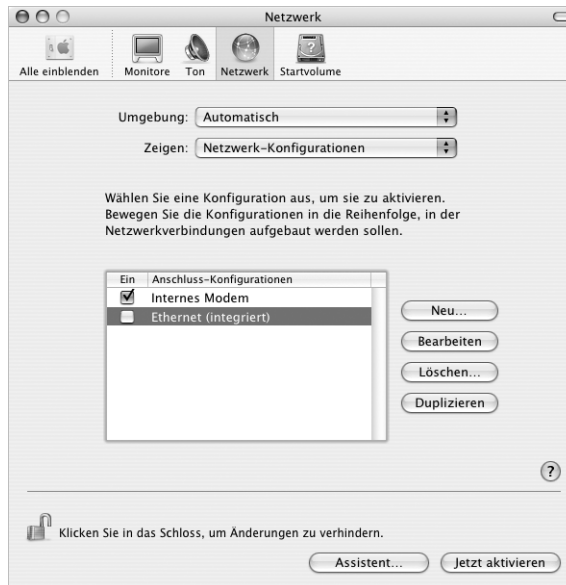 Netzwerk
Alle einblenden
Monitore
Ton
Netzwerk
Startvolume
Umgebung: Automatisch
Zeigen: Netzwerk-Konfigurationen
Wählen Sie eine Konfiguration aus, um sie zu aktivieren.
Bewegen Sie die Konfigurationen in die Reihenfolge, in der
Netzwerkverbindungen aufgebaut werden sollen.
Ein Anschluss-Konfigurationen
Internes Modem
Ethernet (integriert)
Neu...
Bearbeiten
Löschen...
Duplizieren
?
Klicken Sie in das Schloss, um Änderungen zu verhindern.
Assistent...
Jetzt aktivieren